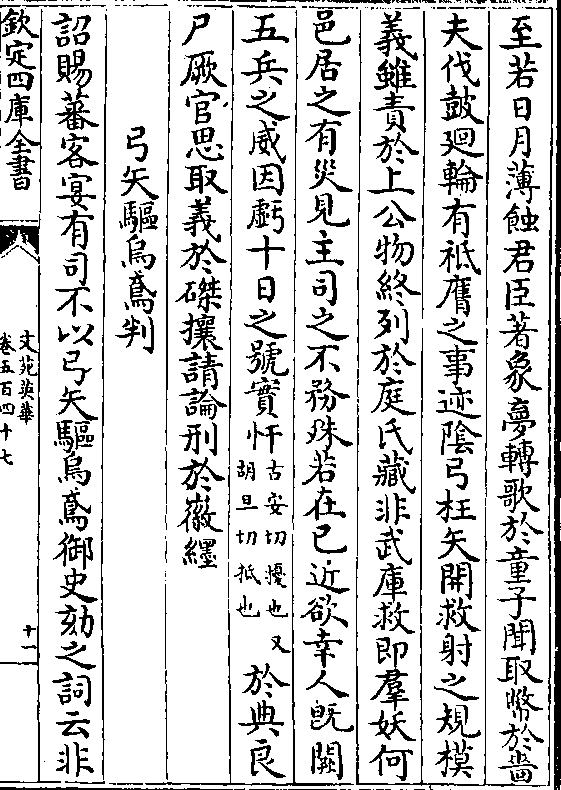 至若日月薄蝕君臣著象夢轉歌於童子聞取幣於嗇
夫伐鼓廻輪有祗膺之事迹陰弓枉矢開救射之規模
義雖責於上公物終列於庭氏藏非武庫救即羣妖何
邑居之有災見主司之不務殊若在已近欲幸人旣闕
五兵之威因虧十日之號實忓古安切擾也又胡旦切抵也於典良
尸厥官思取義於磔攘請論刑於徽纆
弓矢驅烏鳶判
詔賜蕃客宴有司不以弓矢驅烏鳶御史劾之詞云非
欽定四庫全書
文苑英華
卷五百四十七
十一